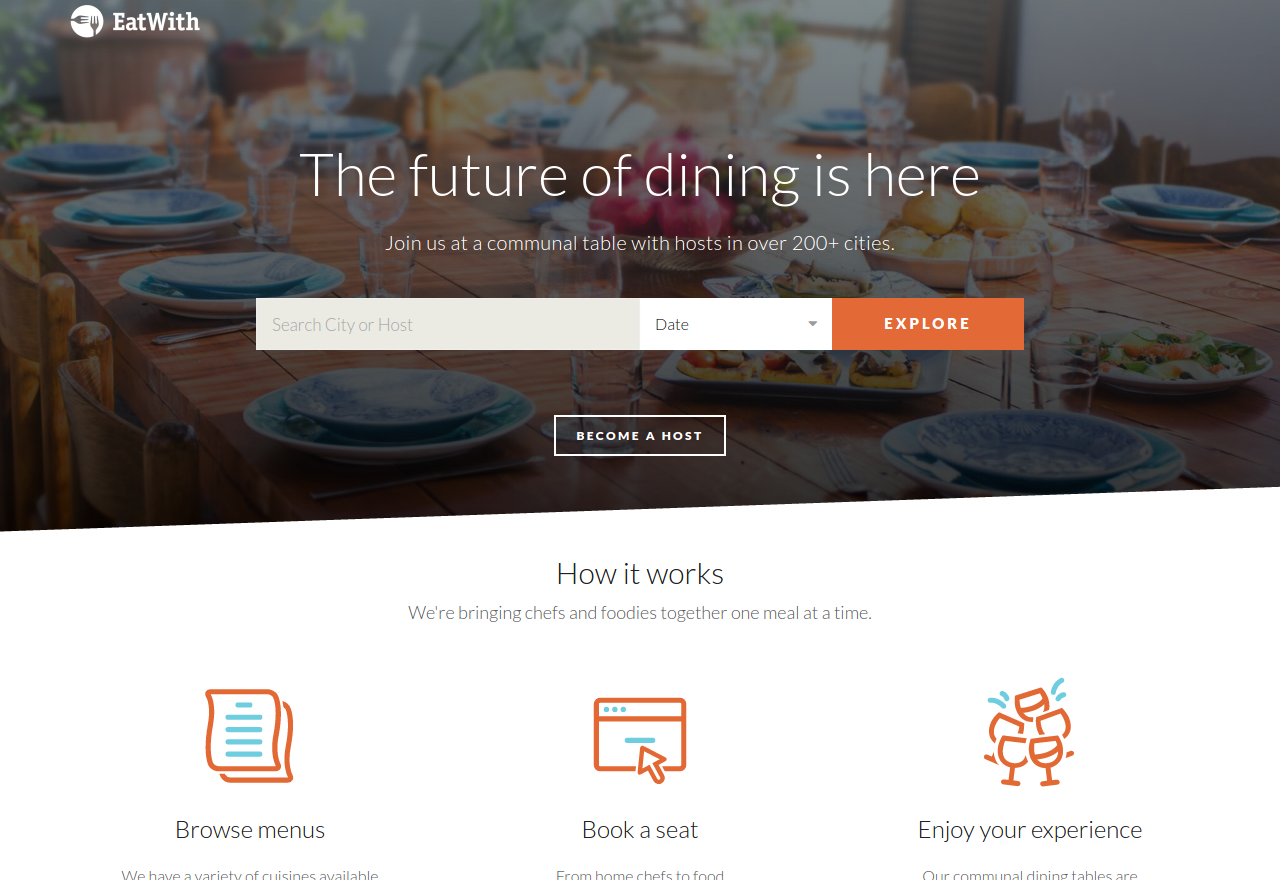 EatWith
The future of dining is here
Join us at a communal table with hosts in over 200+ cities.
Search City or Host
Date
EXPLORE
BECOME A HOST
How it works
We're bringing chefs and foodies together one meal at a time.
Browse menus
Book a seat
Enjoy your experience
We have a variety of cuisines available
From home chefs to food
Our communal dining tables are